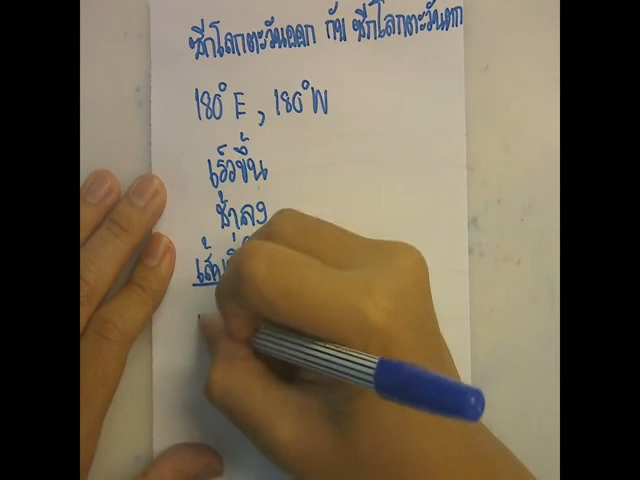 ซีกโลกตะวันออก กับ ซีกโลกตะวันตก
180° E , 180° W
เร็วขึ้น
ช้าลง